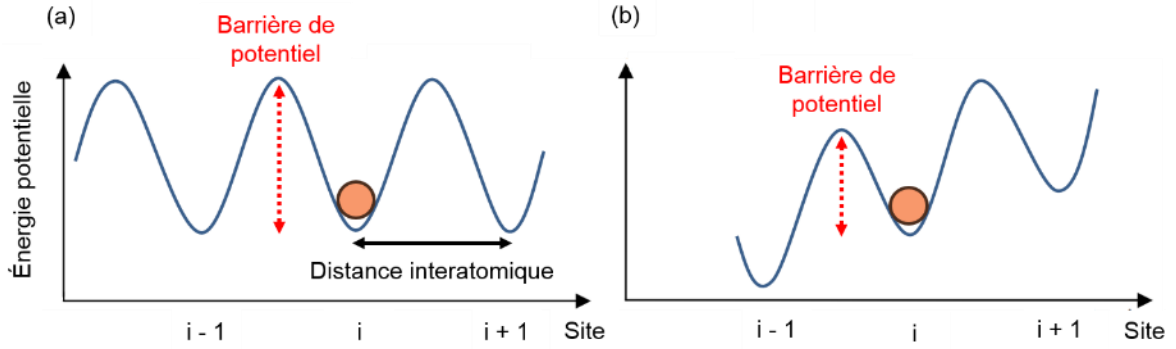 (a)
Barrière de
potentiel
Énergie potentielle
Distance interatomique
i - 1
i
i + 1
Site
(b)
Barrière de
potentiel
i - 1
i
i + 1
Site